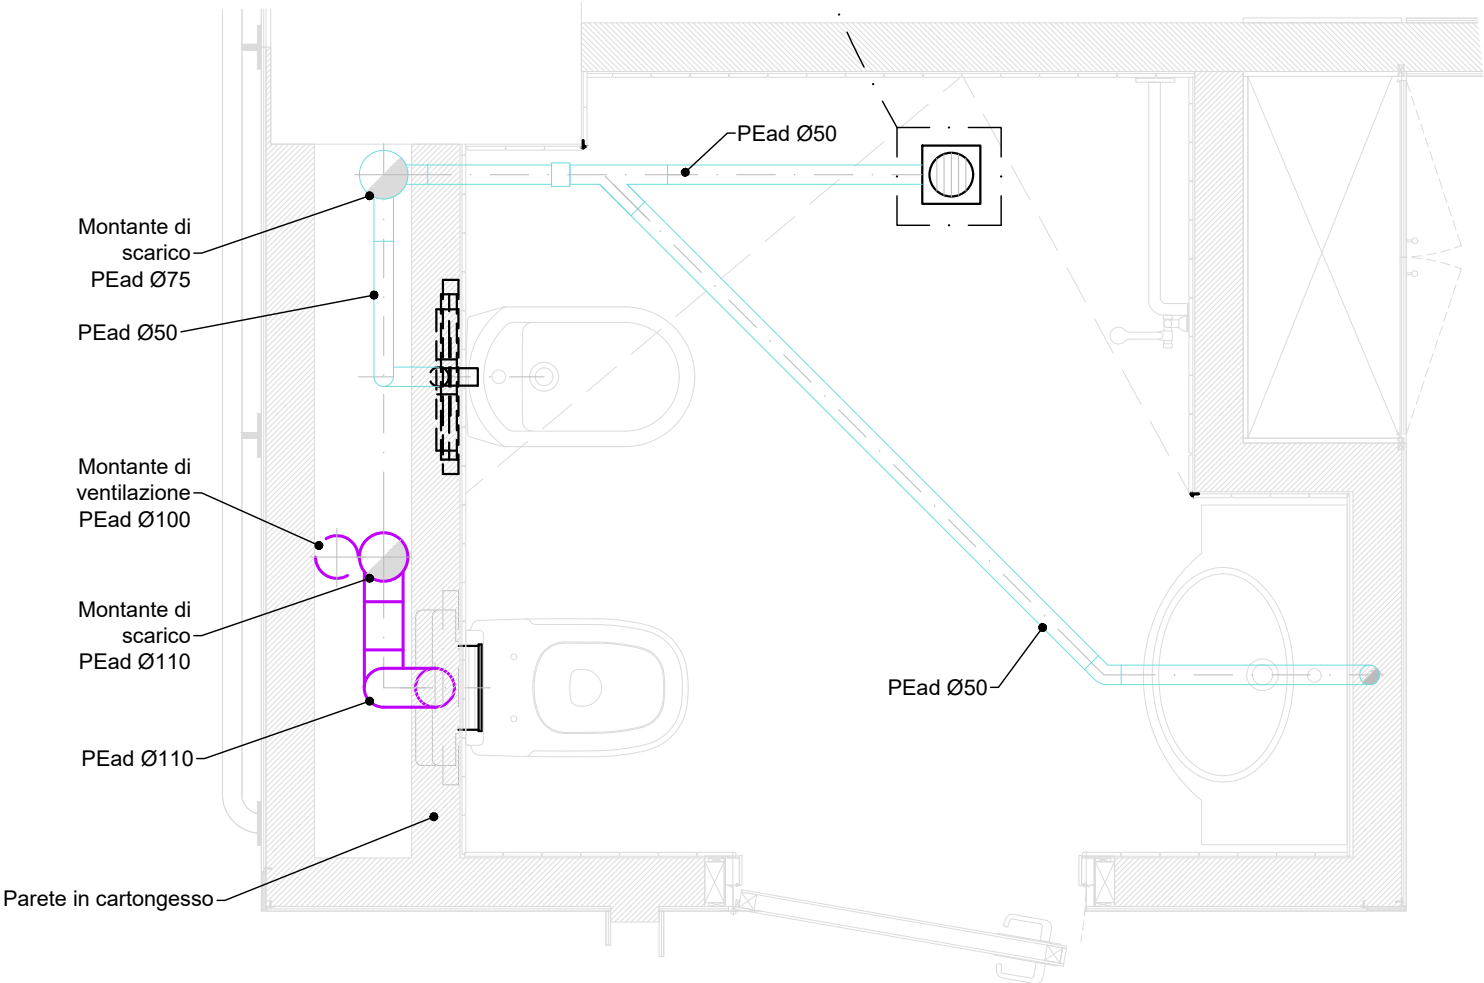 PEad Ø50
Montante di
scarico
PEad Ø75
PEad Ø50
Montante di
ventilazione
PEad Ø100
Montante di
scarico
PEad Ø110
PEad Ø50
PEad Ø110
Parete in cartongesso